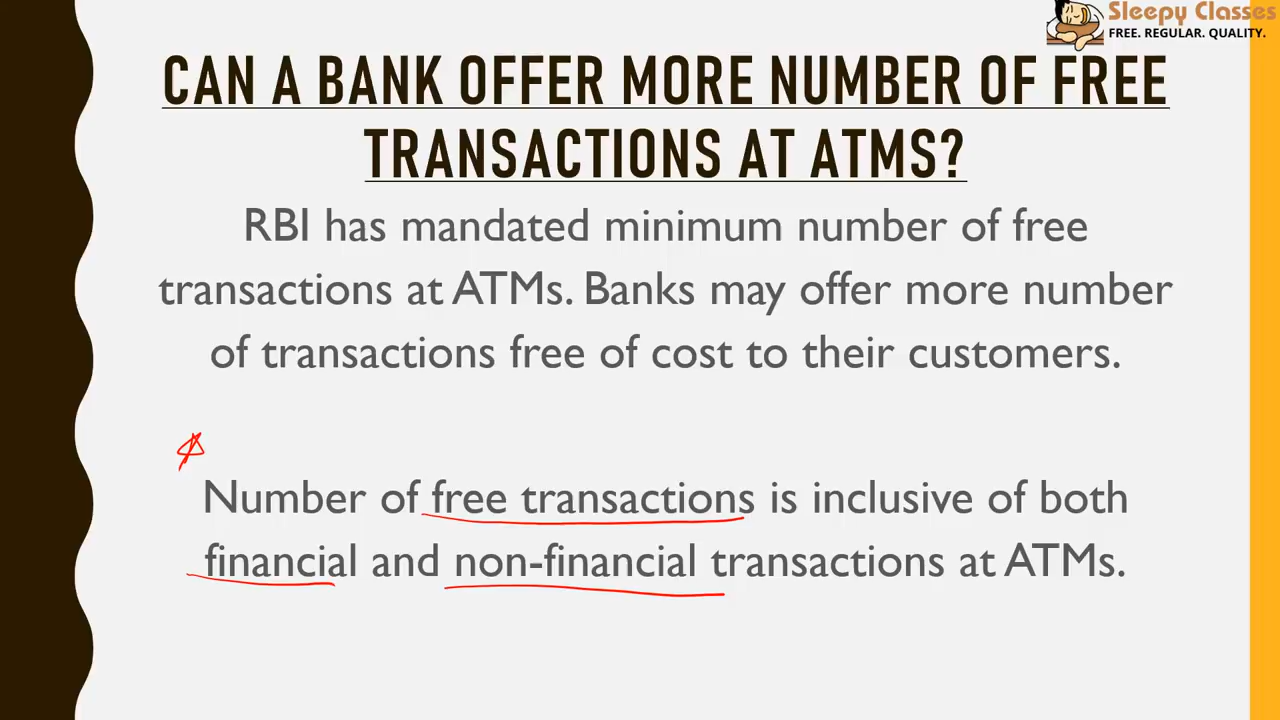 Sleepy Classes
FREE. REGULAR. QUALITY.
CAN A BANK OFFER MORE NUMBER OF FREE
TRANSACTIONS AT ATMS?
RBI has mandated minimum number of free
transactions at ATMs. Banks may offer more number
of transactions free of cost to their customers.
Number of free transactions is inclusive of both
financial and non-financial transactions at ATMs.